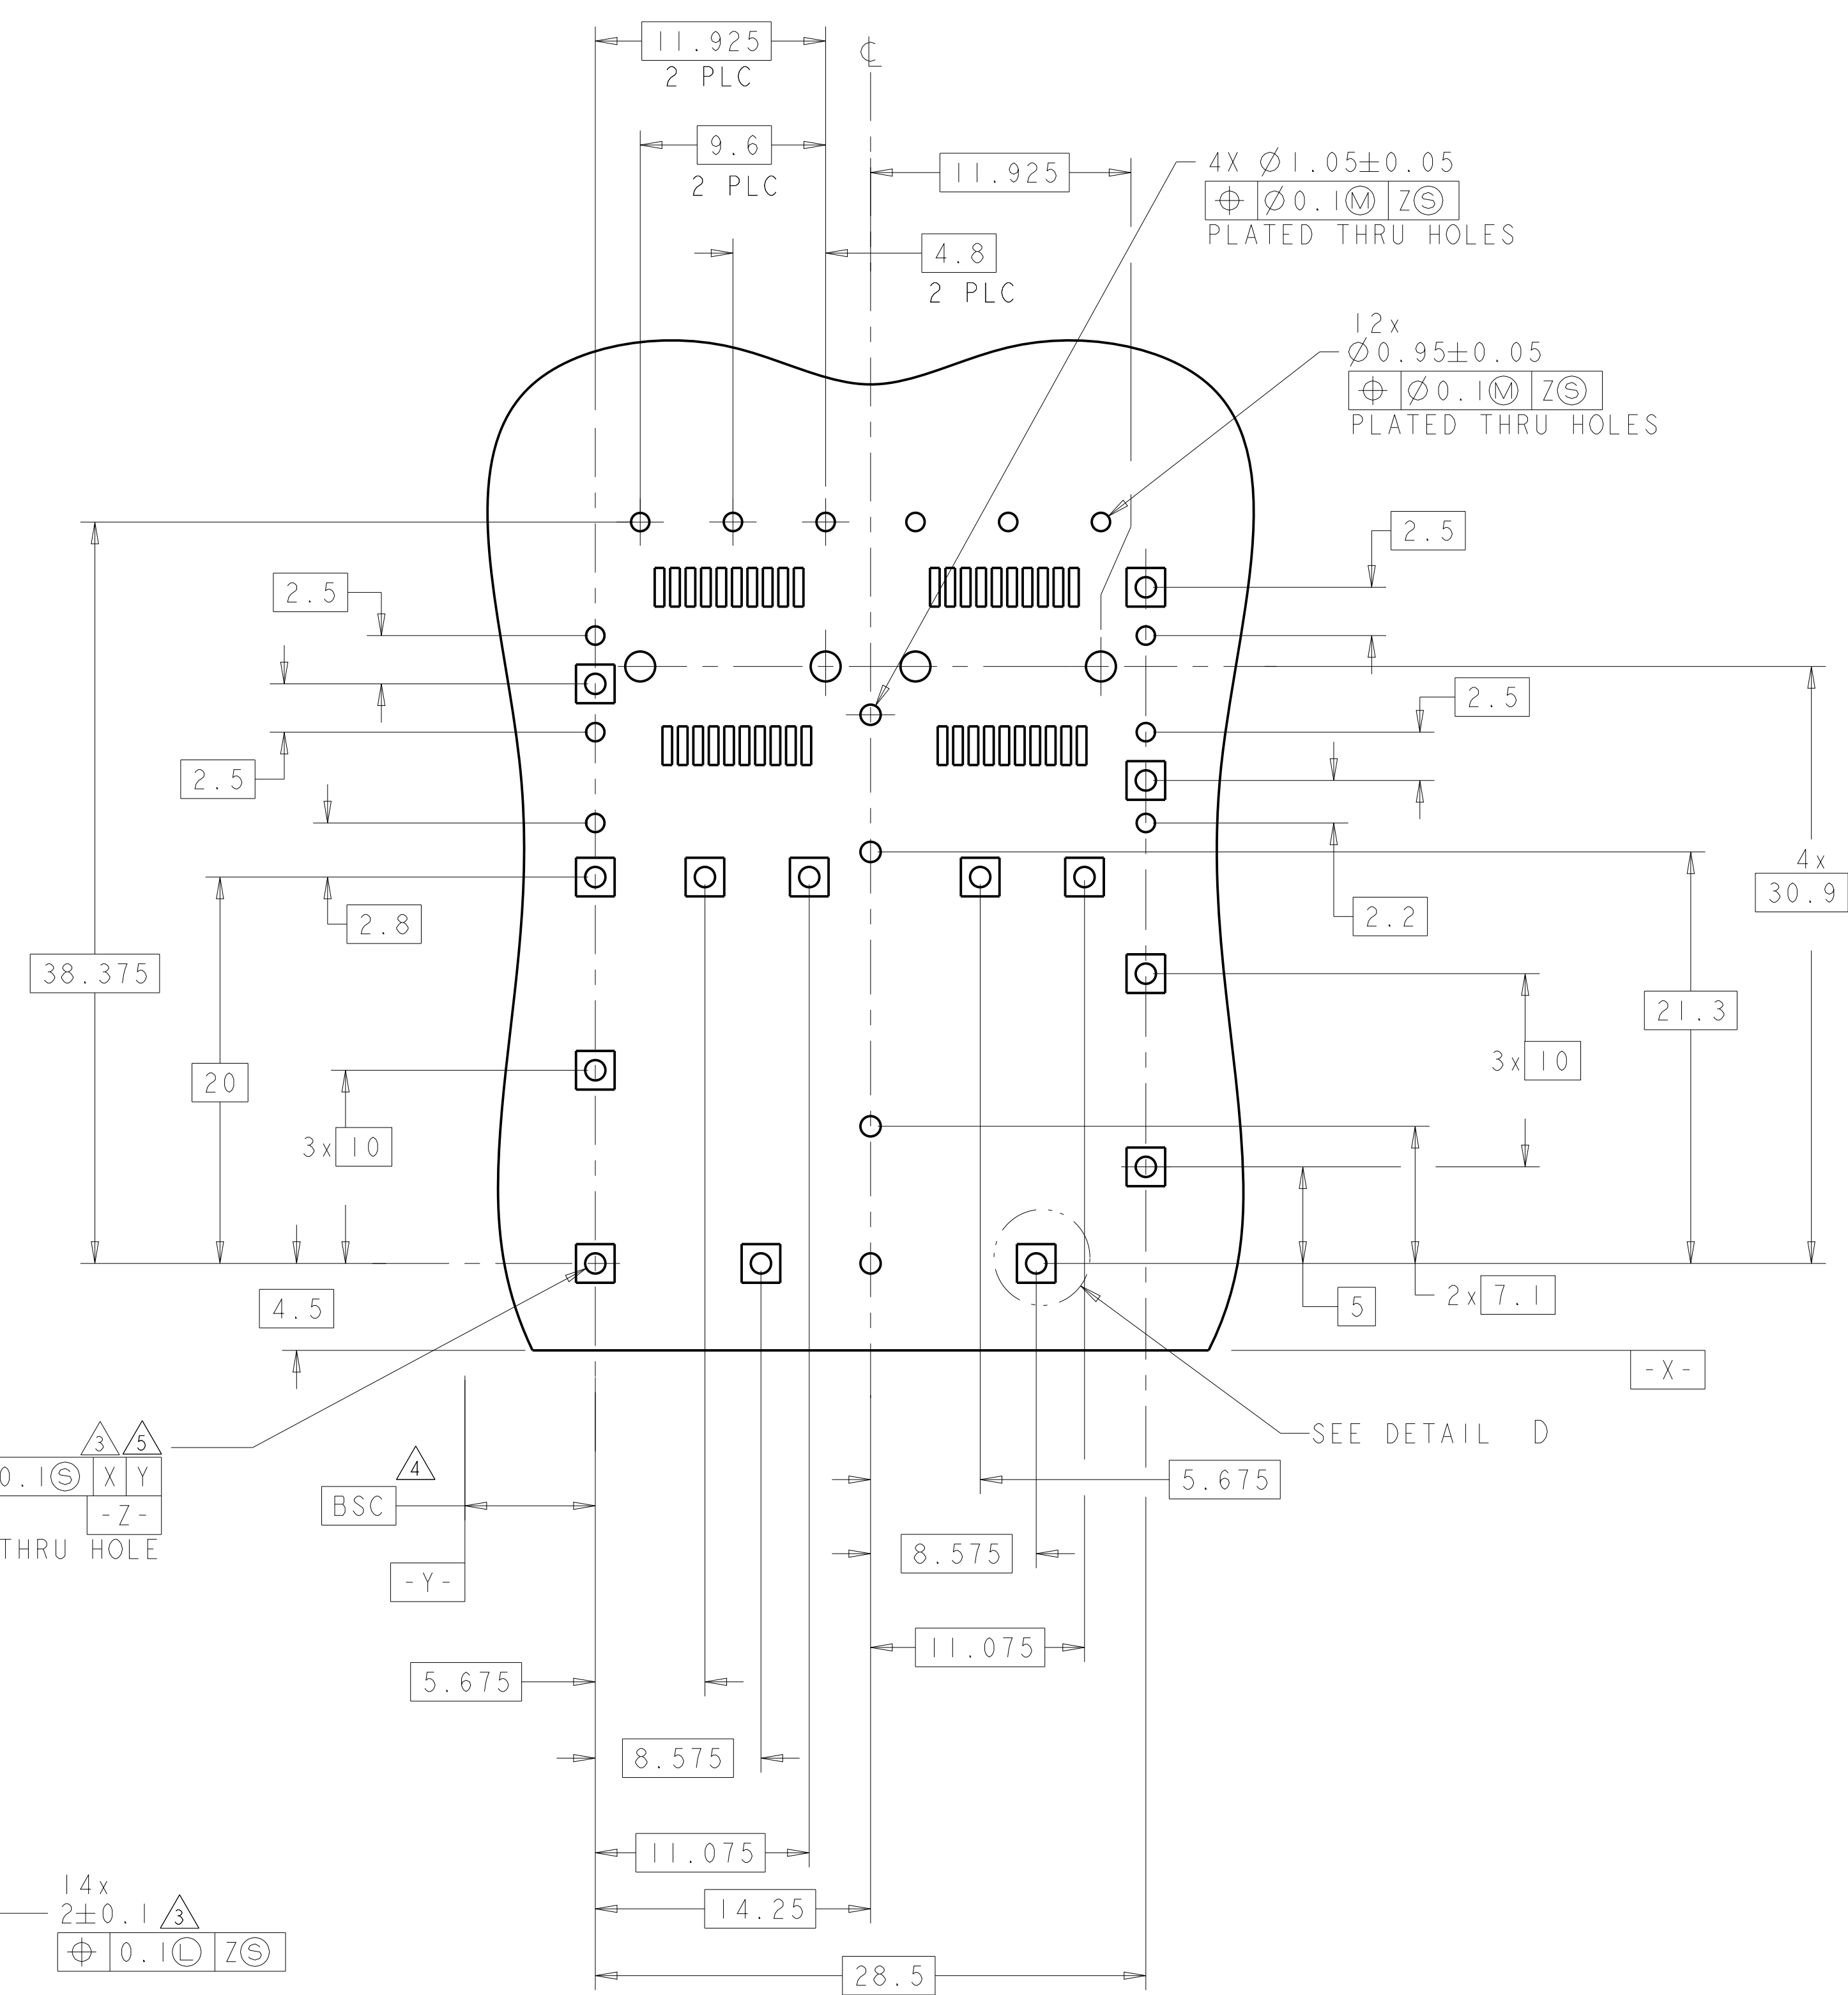 11.925
2 PLC
9.6
2 PLC
11.925
4.8
2 PLC
4X Ø1.05±0.05
⌖ Ø0.1Ⓜ ZⓈ
PLATED THRU HOLES
12x
Ø0.95±0.05
⌖ Ø0.1Ⓜ ZⓈ
PLATED THRU HOLES
2.5
2.5
2.5
2.5
4x
30.9
2.8
2.2
38.375
21.3
20
3x 10
3x 10
4.5
5
2x 7.1
-X-
3 5
0.1Ⓢ X Y
-Z-
THRU HOLE
4
BSC
-Y-
SEE DETAIL D
5.675
8.575
11.075
5.675
8.575
11.075
14.25
28.5
14x
2±0.1 3
⌖ 0.1Ⓛ ZⓈ